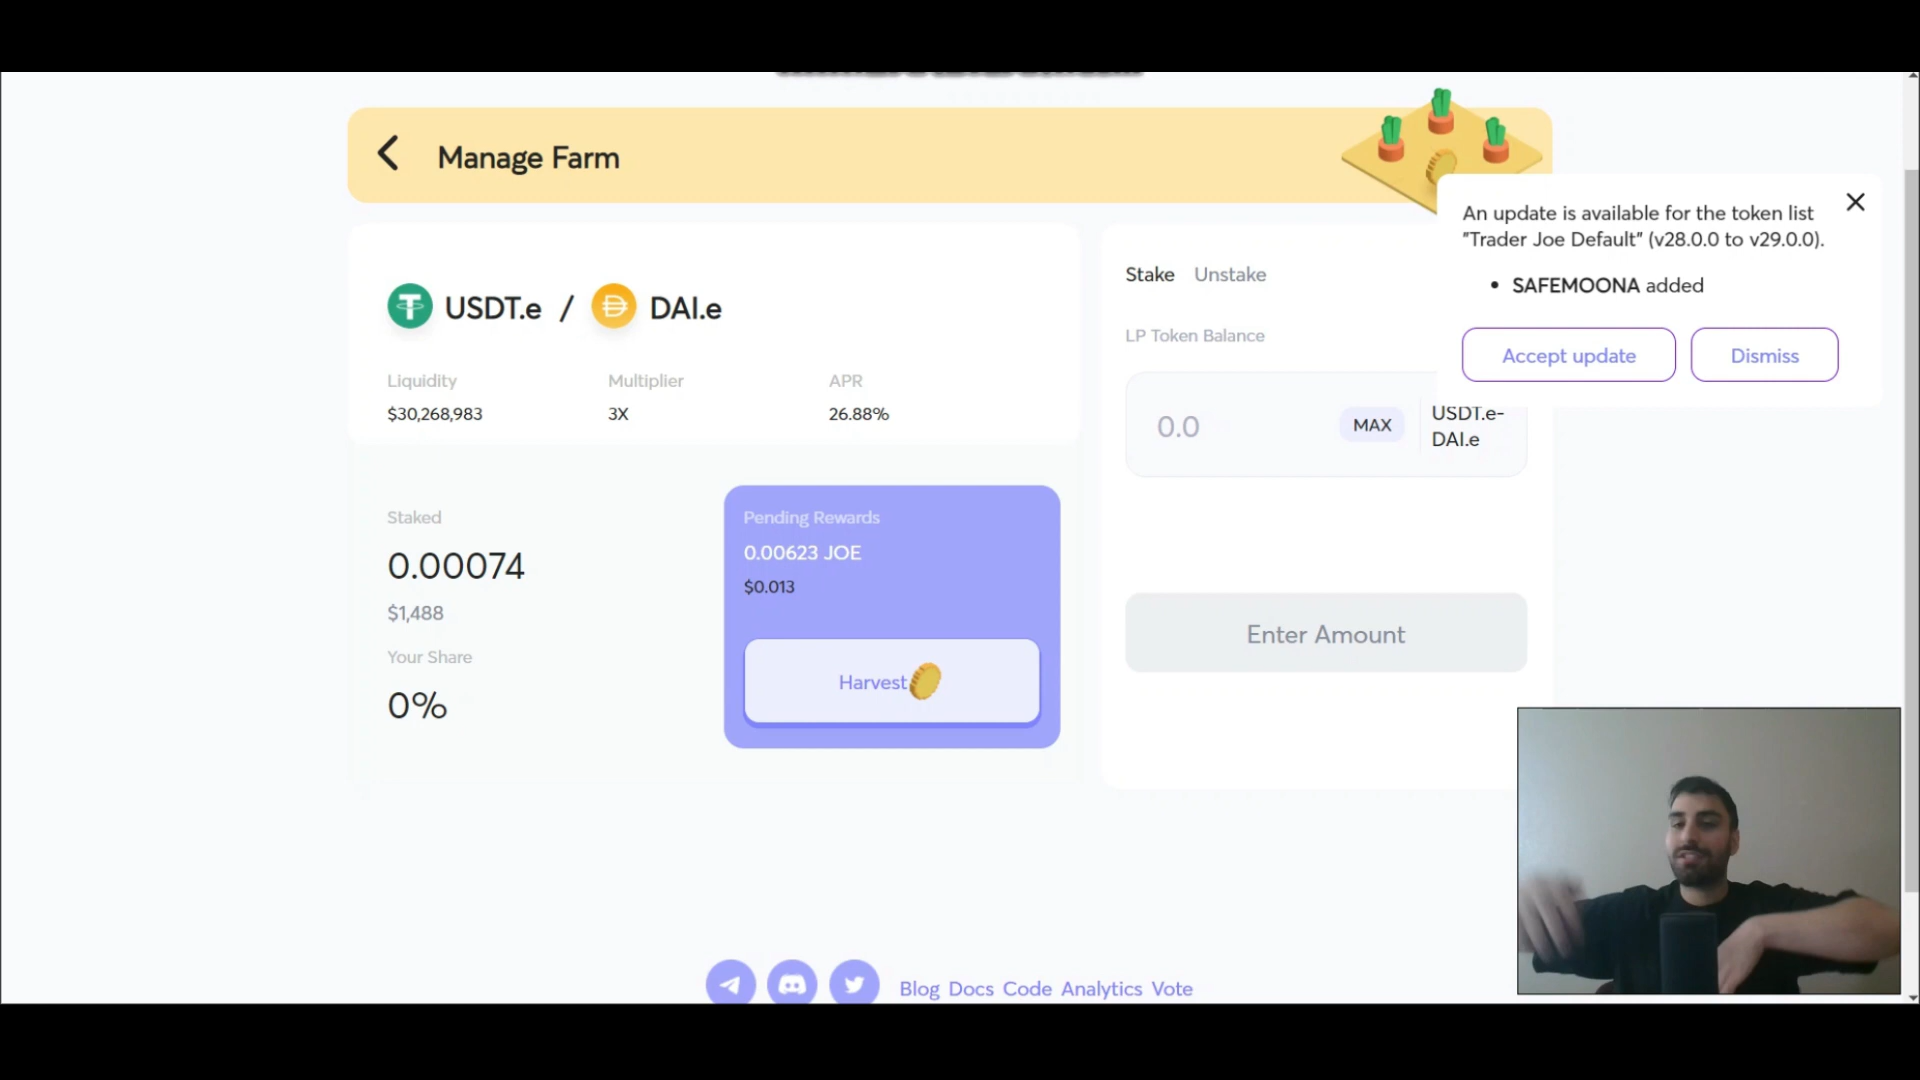 Manage Farm
An update is available for the token list
"Trader Joe Default" (v28.0.0 to v29.0.0).
• SAFEMOONA added
Accept update
Dismiss
USDT.e / DAI.e
Liquidity
$30,268,983
Multiplier
3X
APR
26.88%
Staked
0.00074
$1,488
Your Share
0%
Pending Rewards
0.00623 JOE
$0.013
Harvest
Stake Unstake
LP Token Balance
0.0
MAX
USDT.e-
DAI.e
Enter Amount
Blog Docs Code Analytics Vote